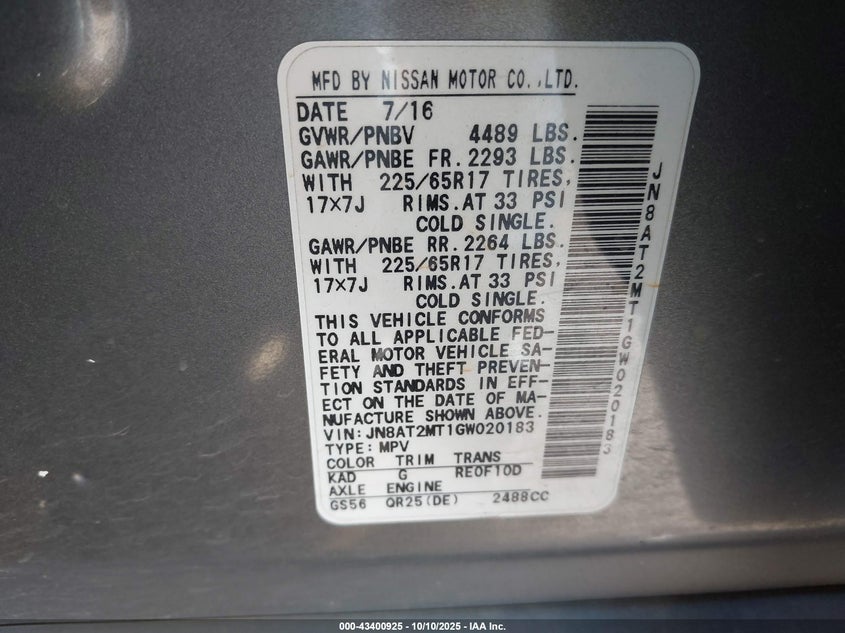 MFD BY NISSAN MOTOR CO.,LTD.
DATE 7/16
GVWR/PNBV 4489 LBS.
GAWR/PNBE FR. 2293 LBS.
WITH 225/65R17 TIRES,
17×7J RIMS. AT 33 PSI
COLD SINGLE.
GAWR/PNBE RR. 2264 LBS.
WITH 225/65R17 TIRES,
17×7J RIMS. AT 33 PSI
COLD SINGLE.
THIS VEHICLE CONFORMS
TO ALL APPLICABLE FED-
ERAL MOTOR VEHICLE SA-
FETY AND THEFT PREVEN-
TION STANDARDS IN EFF-
ECT ON THE DATE OF MA-
NUFACTURE SHOWN ABOVE.
VIN: JN8AT2MT1GW020183
TYPE: MPV
COLOR TRIM TRANS
KAD G RE0F10D
AXLE ENGINE
GS56 QR25(DE) 2488CC
JN8AT2MT1GW020183
000-43400925 - 10/10/2025 - IAA Inc.